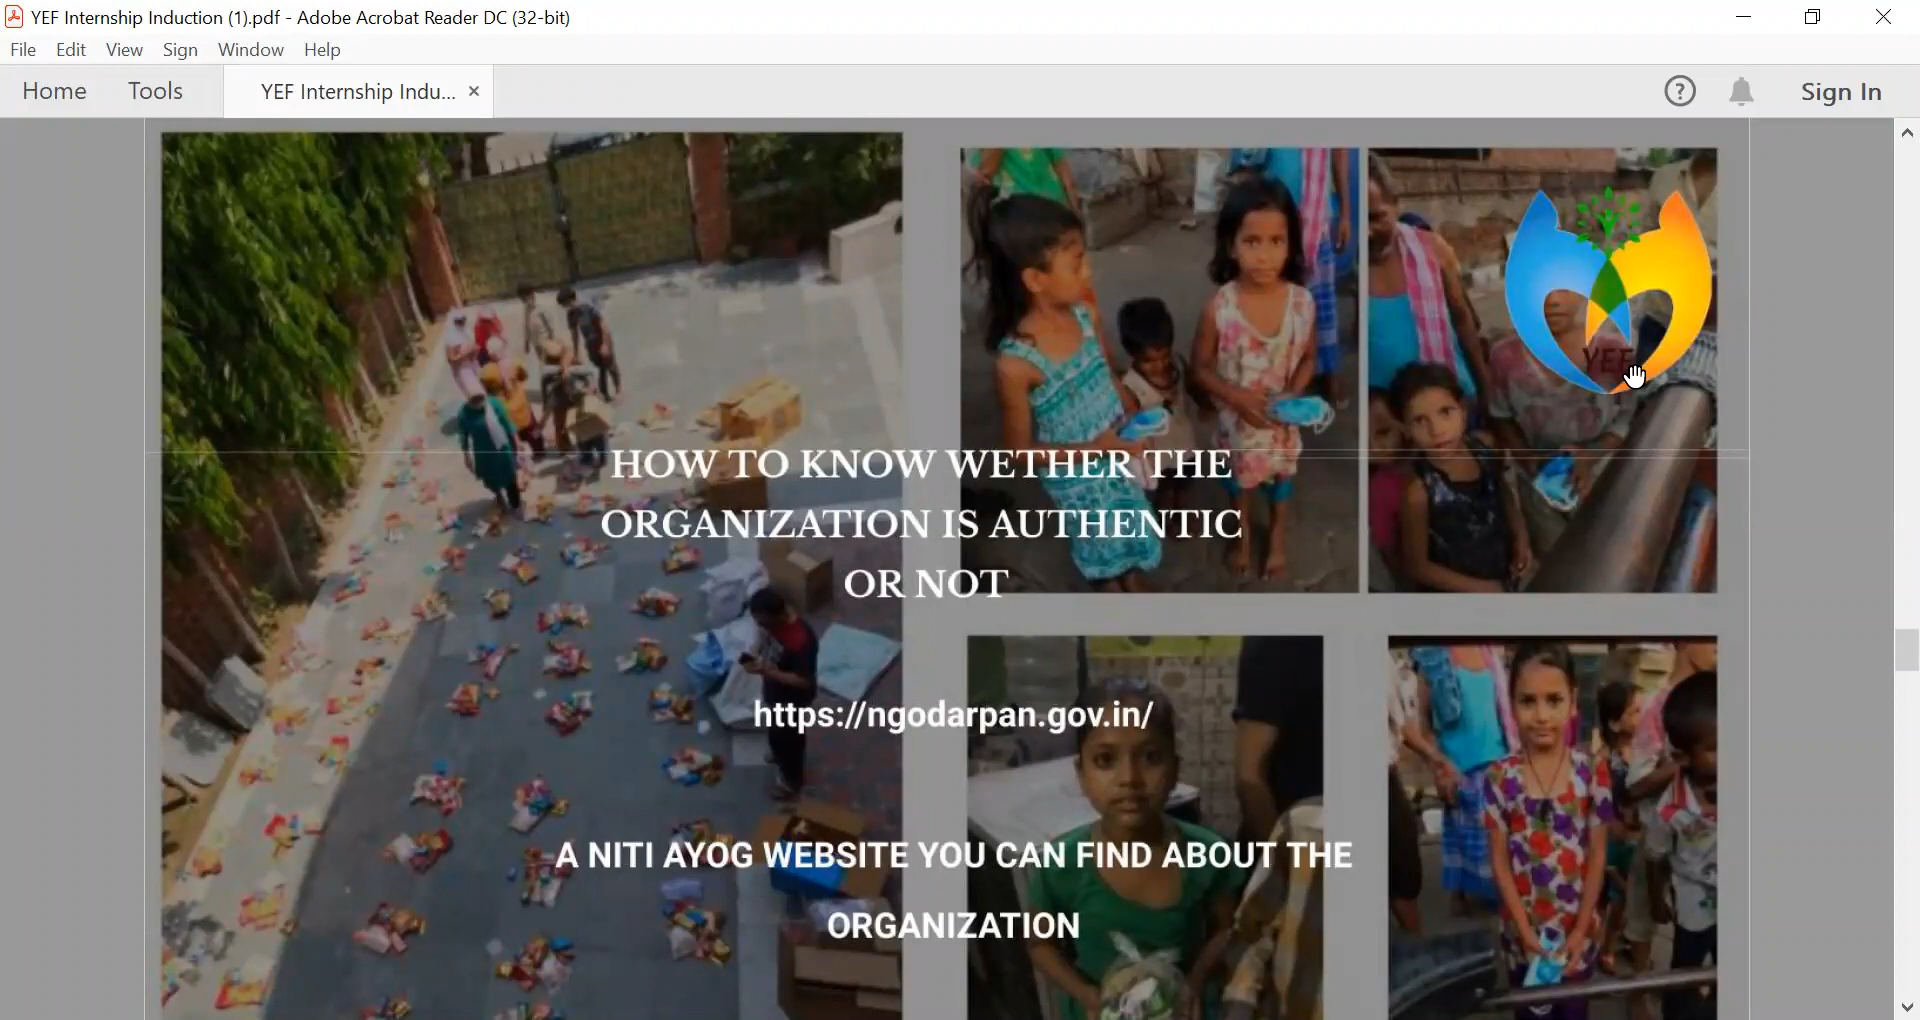 YEF Internship Induction (1).pdf - Adobe Acrobat Reader DC (32-bit)
File Edit View Sign Window Help
Home Tools YEF Internship Indu... × ? Sign In
YEF
HOW TO KNOW WETHER THE
ORGANIZATION IS AUTHENTIC
OR NOT
https://ngodarpan.gov.in/
A NITI AYOG WEBSITE YOU CAN FIND ABOUT THE
ORGANIZATION